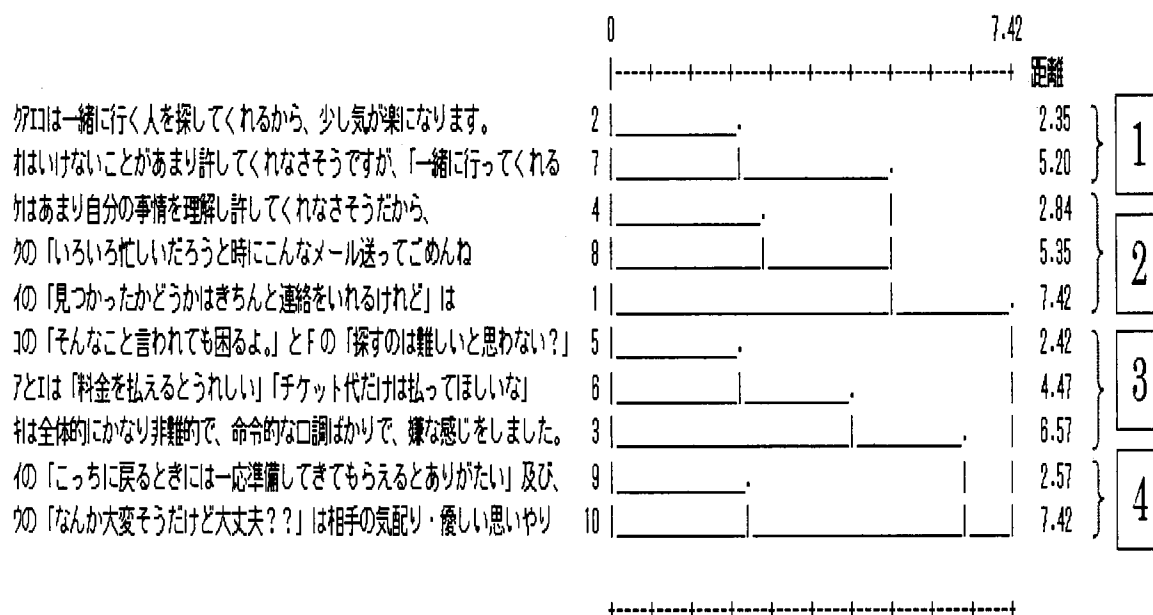 0 7.42
|----+----+----+----+----+----+----+----+----+----+ 距離
クアエコは一緒に行く人を探してくれるから、少し気が楽になります。 2 2.35
オはいけないことがあまり許してくれなさそうですが、「一緒に行ってくれる 7 5.20
1
ケはあまり自分の事情を理解し許してくれなさそうだから、 4 2.84
クの「いろいろ忙しいだろうと時にこんなメール送ってごめんね 8 5.35
イの「見つかったかどうかはきちんと連絡をいれるけれど」は 1 7.42
2
コの「そんなこと言われても困るよ。」とFの「探すのは難しいと思わない？」 5 2.42
アとエは「料金を払えるとうれしい」「チケット代だけは払ってほしいな」 6 4.47
キは全体的にかなり非難的で、命令的な口調ばかりで、嫌な感じをしました。 3 6.57
3
イの「こっちに戻るときには一応準備してきてもらえるとありがたい」及び、 9 2.57
ウの「なんか大変そうだけど大丈夫？？」は相手の気配り・優しい思いやり 10 7.42
4
+----+----+----+----+----+----+----+----+----+----+